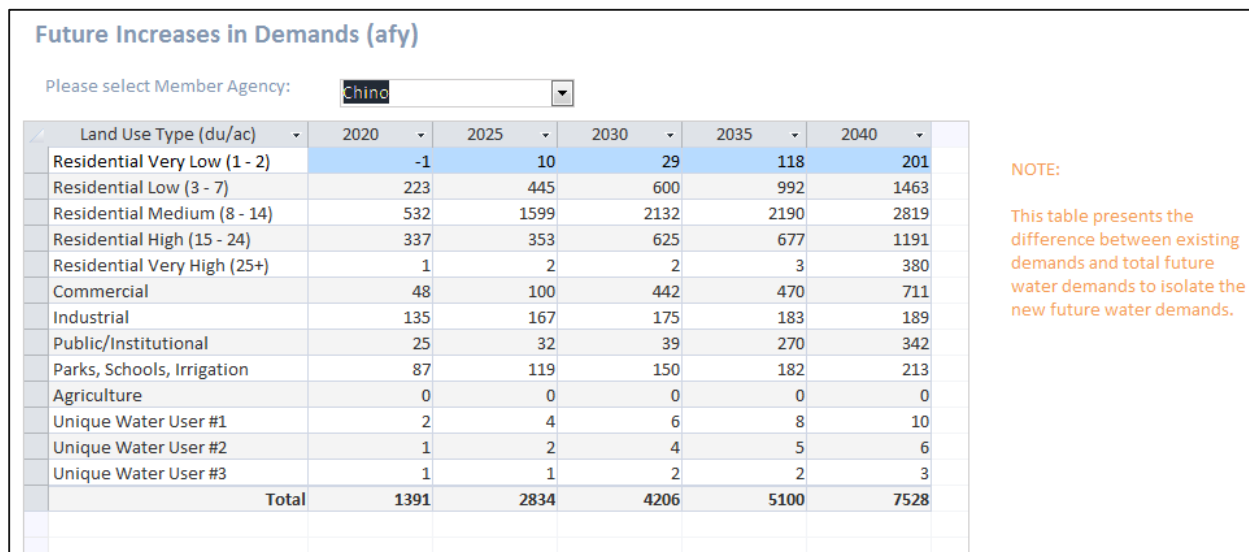 Future Increases in Demands (afy)
Please select Member Agency: Chino
Land Use Type (du/ac) 2020 2025 2030 2035 2040
Residential Very Low (1 - 2) -1 10 29 118 201
Residential Low (3 - 7) 223 445 600 992 1463
Residential Medium (8 - 14) 532 1599 2132 2190 2819
Residential High (15 - 24) 337 353 625 677 1191
Residential Very High (25+) 1 2 2 3 380
Commercial 48 100 442 470 711
Industrial 135 167 175 183 189
Public/Institutional 25 32 39 270 342
Parks, Schools, Irrigation 87 119 150 182 213
Agriculture 0 0 0 0 0
Unique Water User #1 2 4 6 8 10
Unique Water User #2 1 2 4 5 6
Unique Water User #3 1 1 2 2 3
Total 1391 2834 4206 5100 7528
NOTE:
This table presents the
difference between existing
demands and total future
water demands to isolate the
new future water demands.